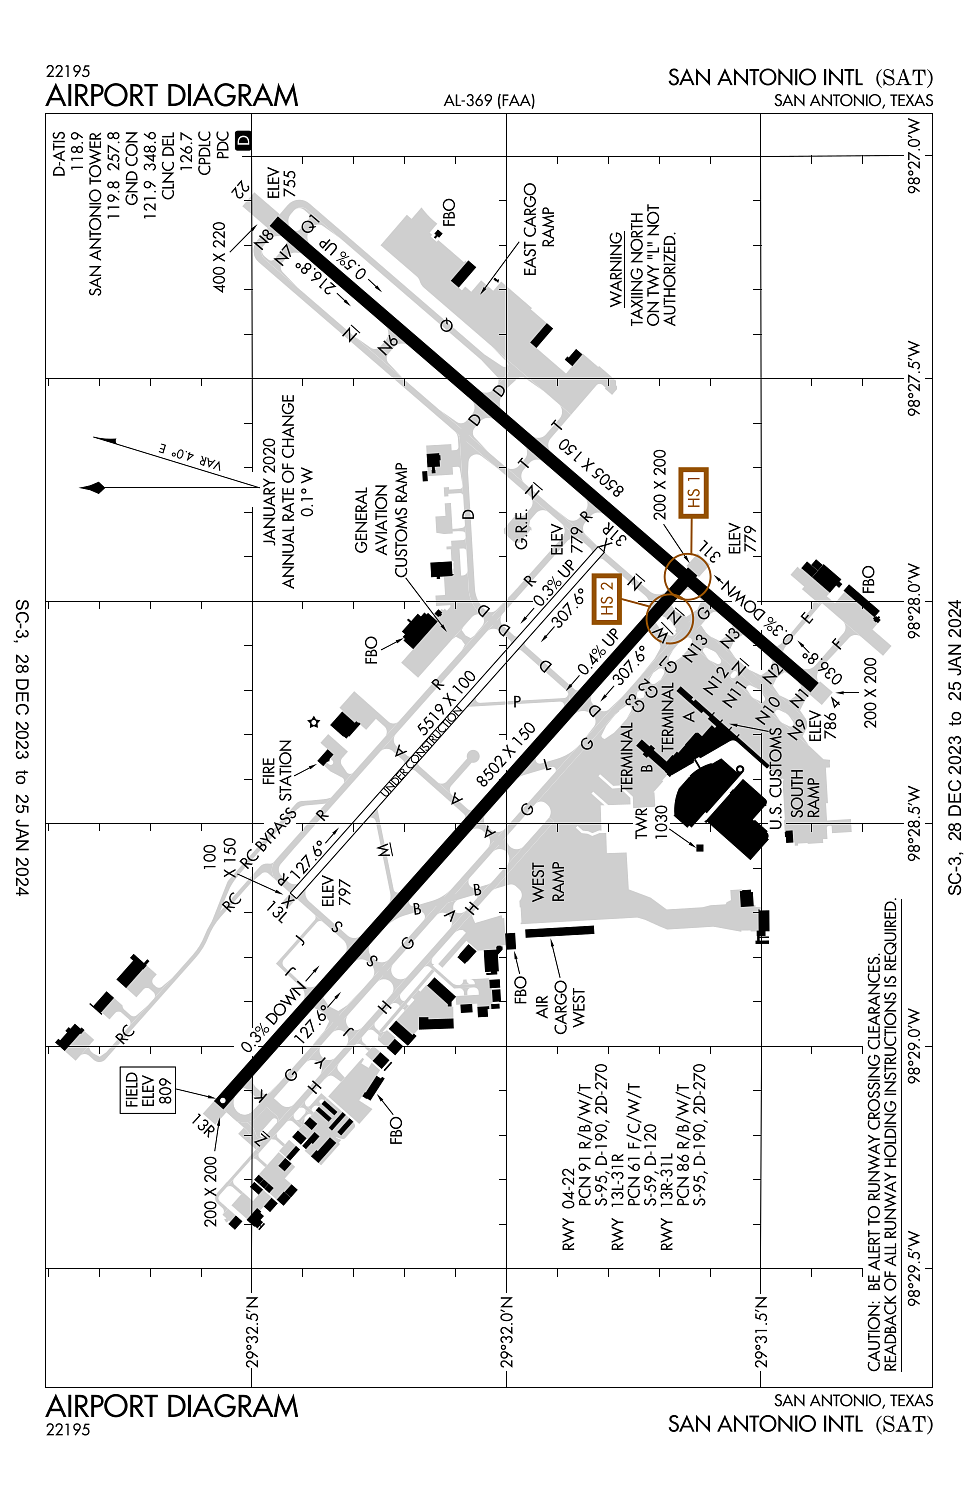 22195
AIRPORT DIAGRAM
AL-369 (FAA)
SAN ANTONIO INTL (SAT)
SAN ANTONIO, TEXAS
D-ATIS
118.9
SAN ANTONIO TOWER
119.8 257.8
GND CON
121.9 348.6
CLNC DEL
126.7
CPDLC
PDC
D
98°27.0'W
98°27.5'W
98°28.0'W
98°28.5'W
98°29.0'W
98°29.5'W
29°32.5'N
29°32.0'N
29°31.5'N
VAR 4.0° E
JANUARY 2020
ANNUAL RATE OF CHANGE
0.1° W
WARNING
TAXIING NORTH
ON TWY "L" NOT
AUTHORIZED.
22
ELEV
755
400 X 220
N8
N7
Q1
0.5% UP
216.8°
N
N6
Q
FBO
EAST CARGO
RAMP
D
D
T
T
8505 X 150
N
G.R.E.
R
31R
ELEV
779
GENERAL
AVIATION
CUSTOMS RAMP
D
200 X 200
HS 1
31L
ELEV
779
HS 2
N
N
W
G
0.3% DOWN
036.8°
N3
N13
N
N2
N12
N11
N10
N1
N9
ELEV
786
4
200 X 200
E
F
FBO
0.3% UP
307.6°
R
D
D
D
0.4% UP
307.6°
G1
G2
G3
D
G
P
L
G
FBO
R
A
5519 X 100
UNDER CONSTRUCTION
8502 X 150
A
A
FIRE
STATION
R
RC BYPASS
100
X 150
R
127.6°
13L
ELEV
797
RC
RC
W
TERMINAL
A
TERMINAL
B
TWR
1030
U.S. CUSTOMS
SOUTH
RAMP
WEST
RAMP
B
B
H
V
G
S
S
J
J
J
H
0.3% DOWN
127.6°
FBO
AIR
CARGO
WEST
V
G
H
K
Z
FIELD
ELEV
809
13R
200 X 200
FBO
RWY 04-22
PCN 91 R/B/W/T
S-95, D-190, 2D-270
RWY 13L-31R
PCN 61 F/C/W/T
S-59, D-120
RWY 13R-31L
PCN 86 R/B/W/T
S-95, D-190, 2D-270
CAUTION: BE ALERT TO RUNWAY CROSSING CLEARANCES.
READBACK OF ALL RUNWAY HOLDING INSTRUCTIONS IS REQUIRED.
SC-3, 28 DEC 2023 to 25 JAN 2024
SC-3, 28 DEC 2023 to 25 JAN 2024
AIRPORT DIAGRAM
22195
SAN ANTONIO, TEXAS
SAN ANTONIO INTL (SAT)